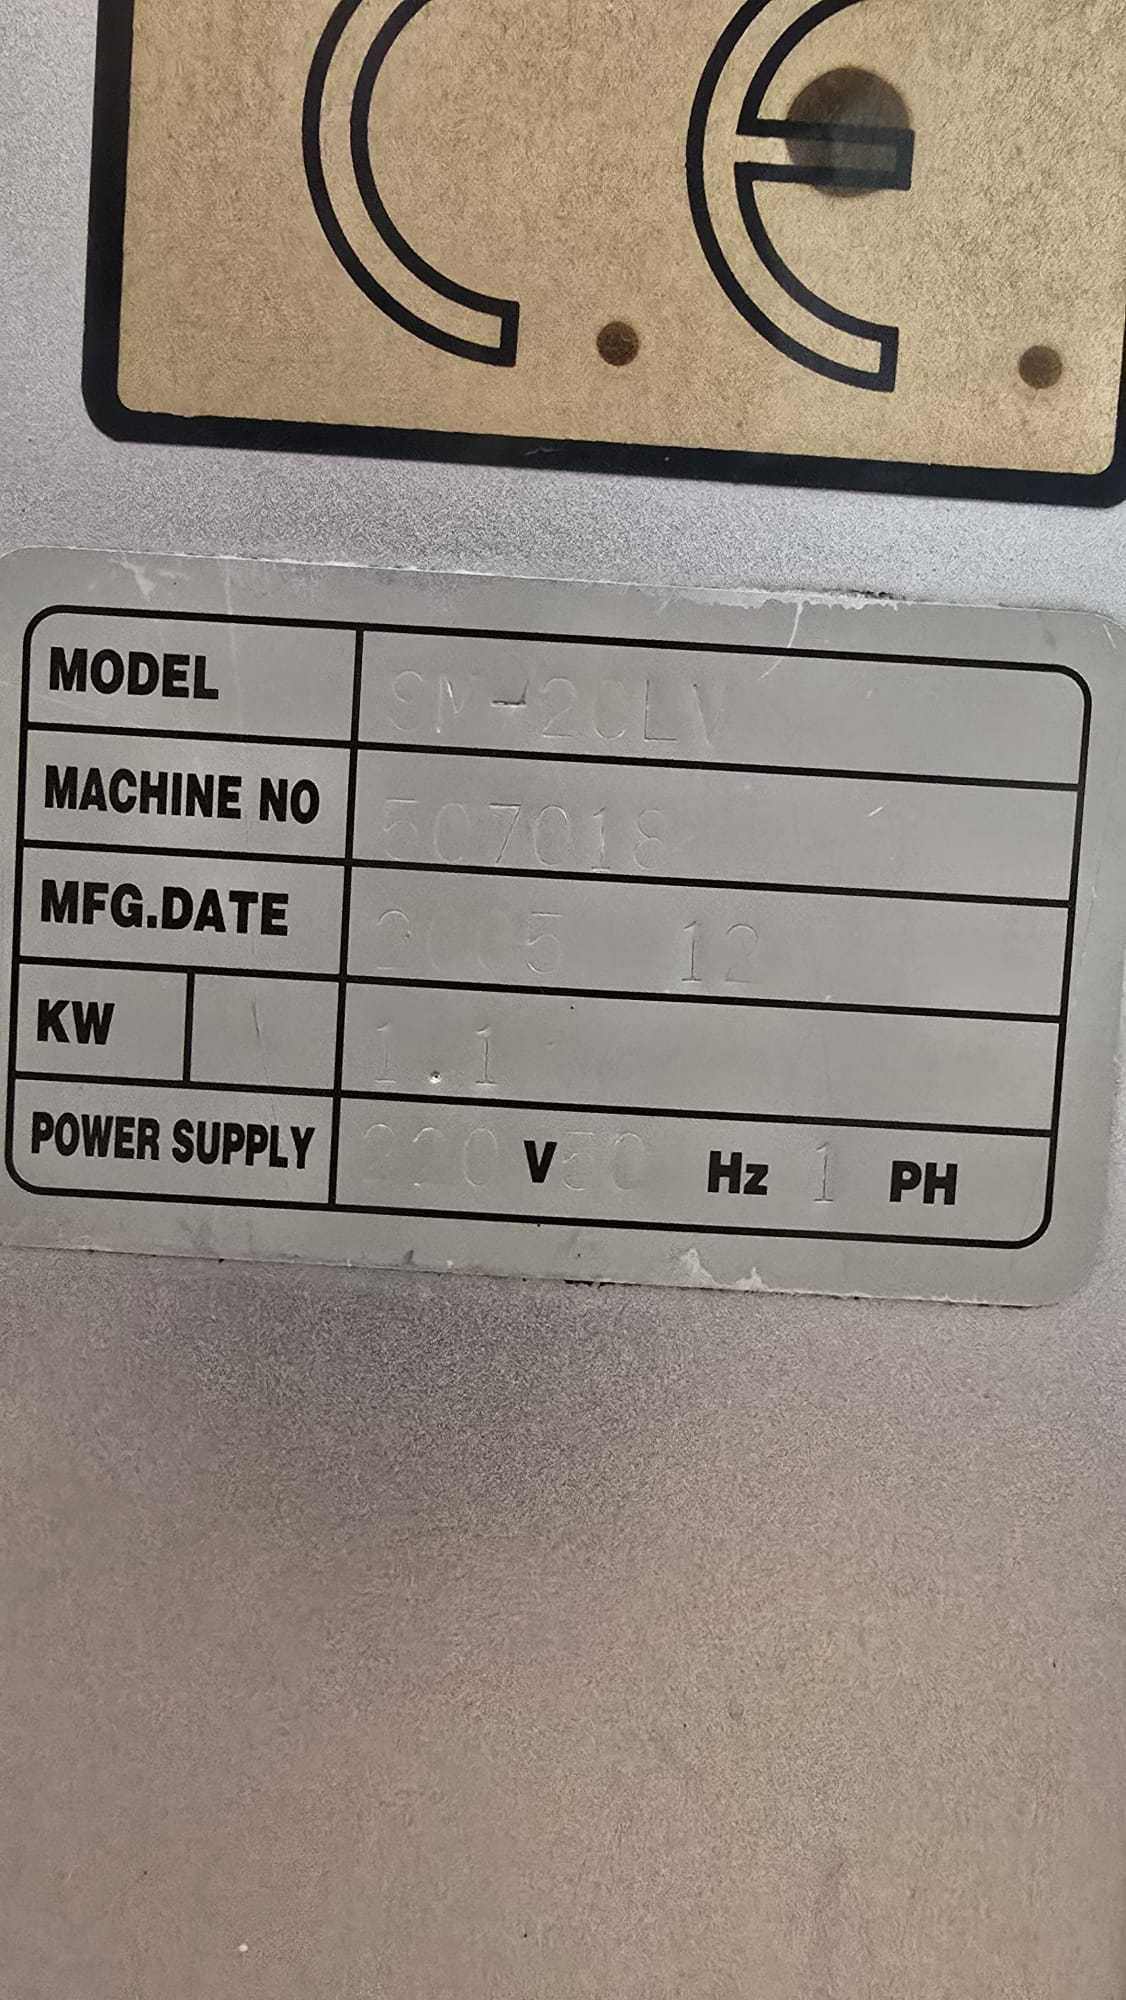 CE
MODEL SM-20LV
MACHINE NO 507018
MFG.DATE 2005 12
KW 1.1
POWER SUPPLY 220 V 50 Hz 1 PH